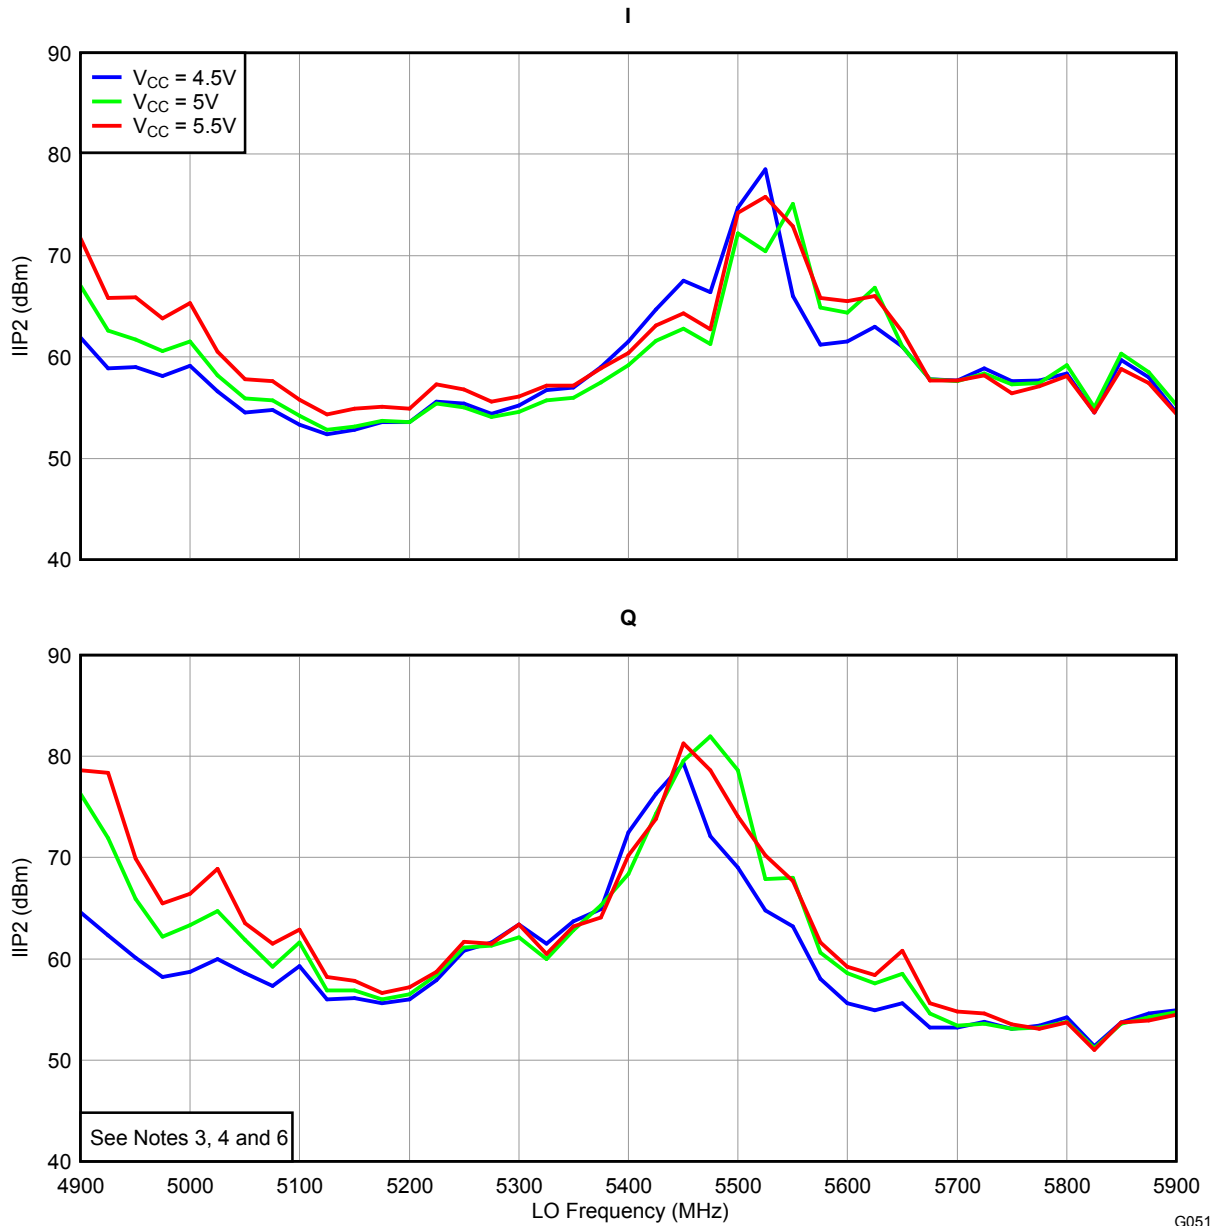 I
90
80
70
60
50
40
IIP2 (dBm)
VCC = 4.5V
VCC = 5V
VCC = 5.5V
Q
90
80
70
60
50
40
IIP2 (dBm)
See Notes 3, 4 and 6
4900 5000 5100 5200 5300 5400 5500 5600 5700 5800 5900
LO Frequency (MHz)
G051